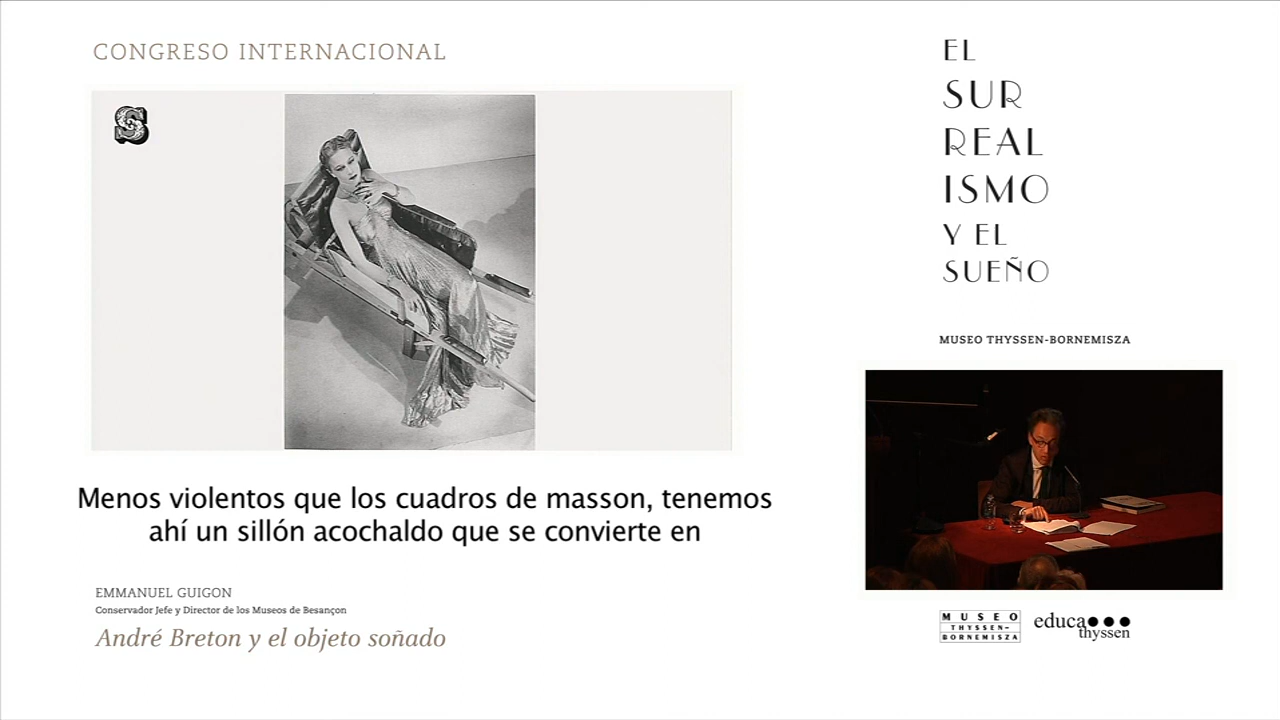 CONGRESO INTERNACIONAL
S
Menos violentos que los cuadros de masson, tenemos
ahí un sillón acochaldo que se convierte en
EMMANUEL GUIGON
Conservador Jefe y Director de los Museos de Besançon
André Breton y el objeto soñado
EL
SUR
REAL
ISMO
Y EL
SUEÑO
MUSEO THYSSEN-BORNEMISZA
MUSEO
THYSSEN-
BORNEMISZA
educa
thyssen